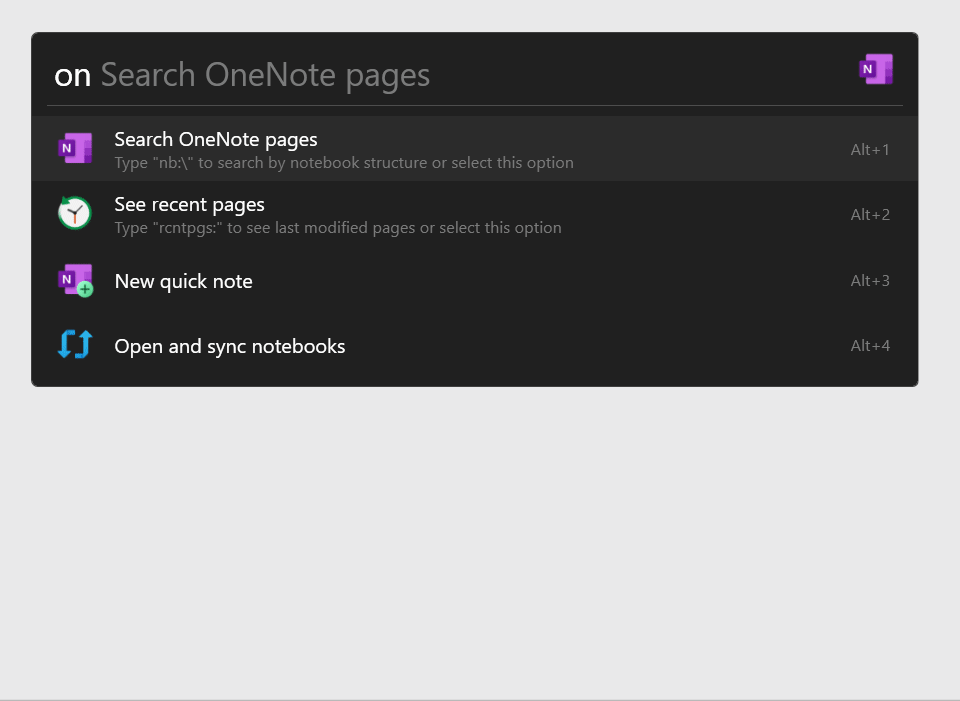 on Search OneNote pages
N
N
Search OneNote pages
Type "nb:\" to search by notebook structure or select this option
Alt+1
See recent pages
Type "rcntpgs:" to see last modified pages or select this option
Alt+2
N
New quick note
Alt+3
Open and sync notebooks
Alt+4